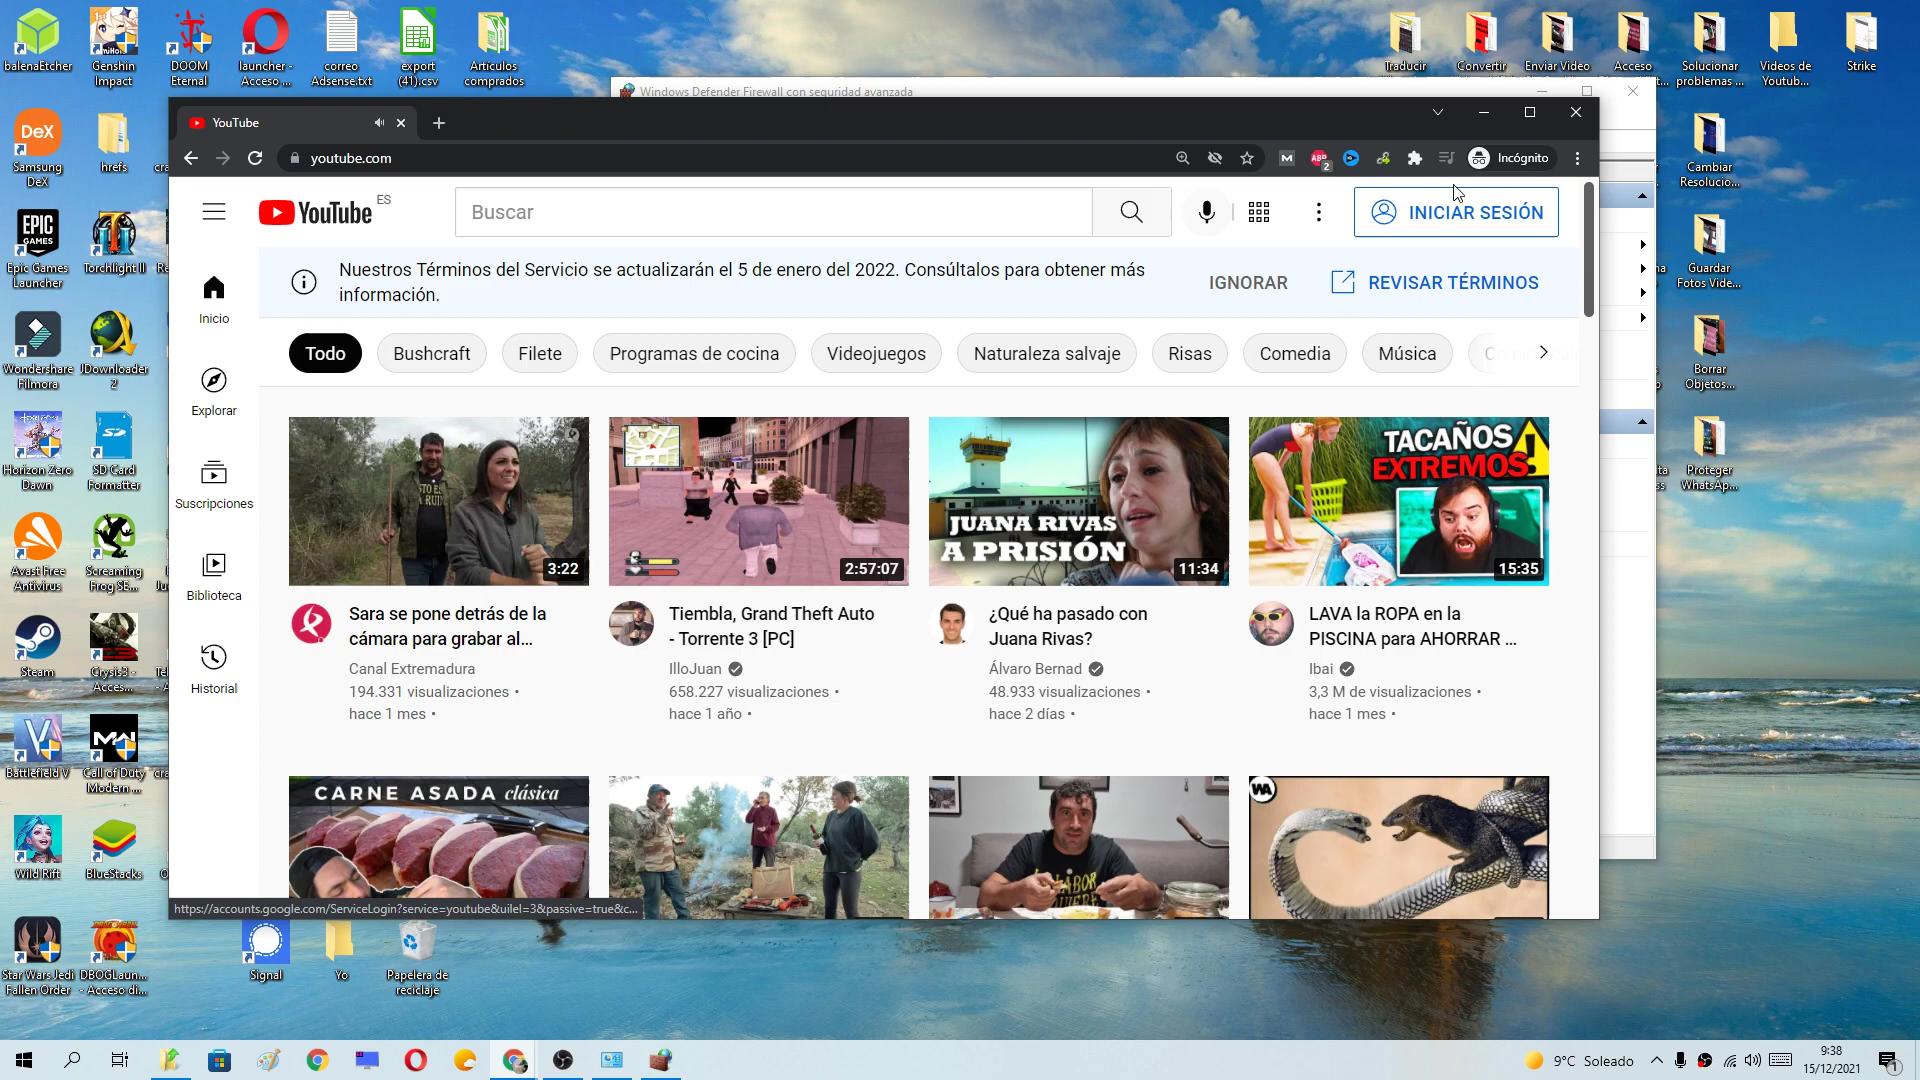 balenaEtcher
Genshin
Impact
DOOM
Eternal
launcher -
Acceso ...
correo
Adsense.txt
export
(41).csv
Artículos
comprados
Traducir
Convertir
Enviar Video
Acceso
Solucionar
problemas ...
Videos de
Youtub...
Strike
Windows Defender Firewall con seguridad avanzada
YouTube
youtube.com
ABP
2
Incógnito
DeX
Samsung
DeX
hrefs
Cambiar
Resolucio...
YouTube ES
Buscar
INICIAR SESIÓN
Nuestros Términos del Servicio se actualizarán el 5 de enero del 2022. Consúltalos para obtener más
información.
IGNORAR
REVISAR TÉRMINOS
EPIC
GAMES
Epic Games
Launcher
Torchlight II
Guardar
Fotos Vide...
Inicio
Explorar
Suscripciones
Biblioteca
Historial
Todo
Bushcraft
Filete
Programas de cocina
Videojuegos
Naturaleza salvaje
Risas
Comedia
Música
Wondershare
Filmora
JDownloader
2
Borrar
Objetos...
3:22
2:57:07
JUANA RIVAS
A PRISIÓN
11:34
TACAÑOS
EXTREMOS
15:35
Horizon Zero
Dawn
SD Card
Formatter
Proteger
WhatsAp...
Sara se pone detrás de la
cámara para grabar al...
Canal Extremadura
194.331 visualizaciones •
hace 1 mes •
Tiembla, Grand Theft Auto
- Torrente 3 [PC]
IlloJuan
658.227 visualizaciones •
hace 1 año •
¿Qué ha pasado con
Juana Rivas?
Álvaro Bernad
48.933 visualizaciones •
hace 2 días •
LAVA la ROPA en la
PISCINA para AHORRAR ...
Ibai
3,3 M de visualizaciones •
hace 1 mes •
Avast Free
Antivirus
Screaming
Frog SE...
Steam
Crysis3 -
Acceso...
Battlefield V
Call of Duty
Modern ...
CARNE ASADA clásica
WA
Wild Rift
BlueStacks
https://accounts.google.com/ServiceLogin?service=youtube&uilel=3&passive=true&c...
Star Wars Jedi
Fallen Order
DBOGLaun...
- Acceso di...
Signal
Yo
Papelera de
reciclaje
9°C Soleado
9:38
15/12/2021
1